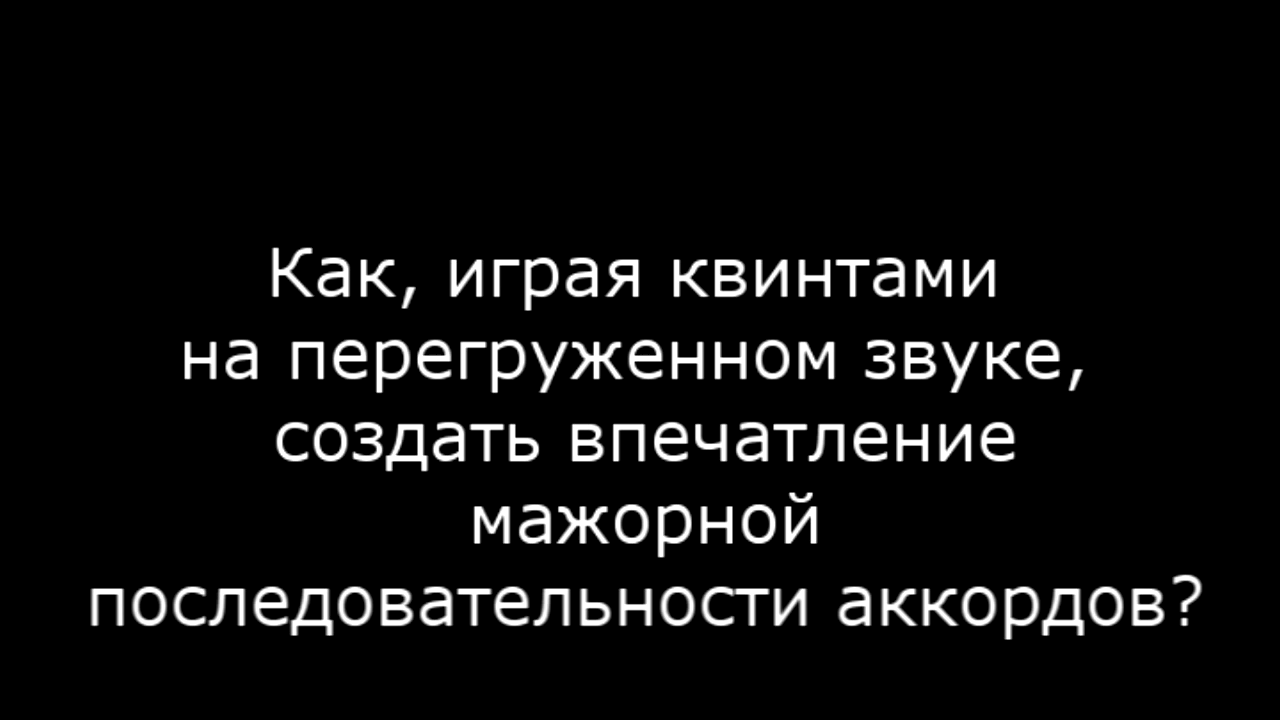 Как, играя квинтами
на перегруженном звуке,
создать впечатление
мажорной
последовательности аккордов?